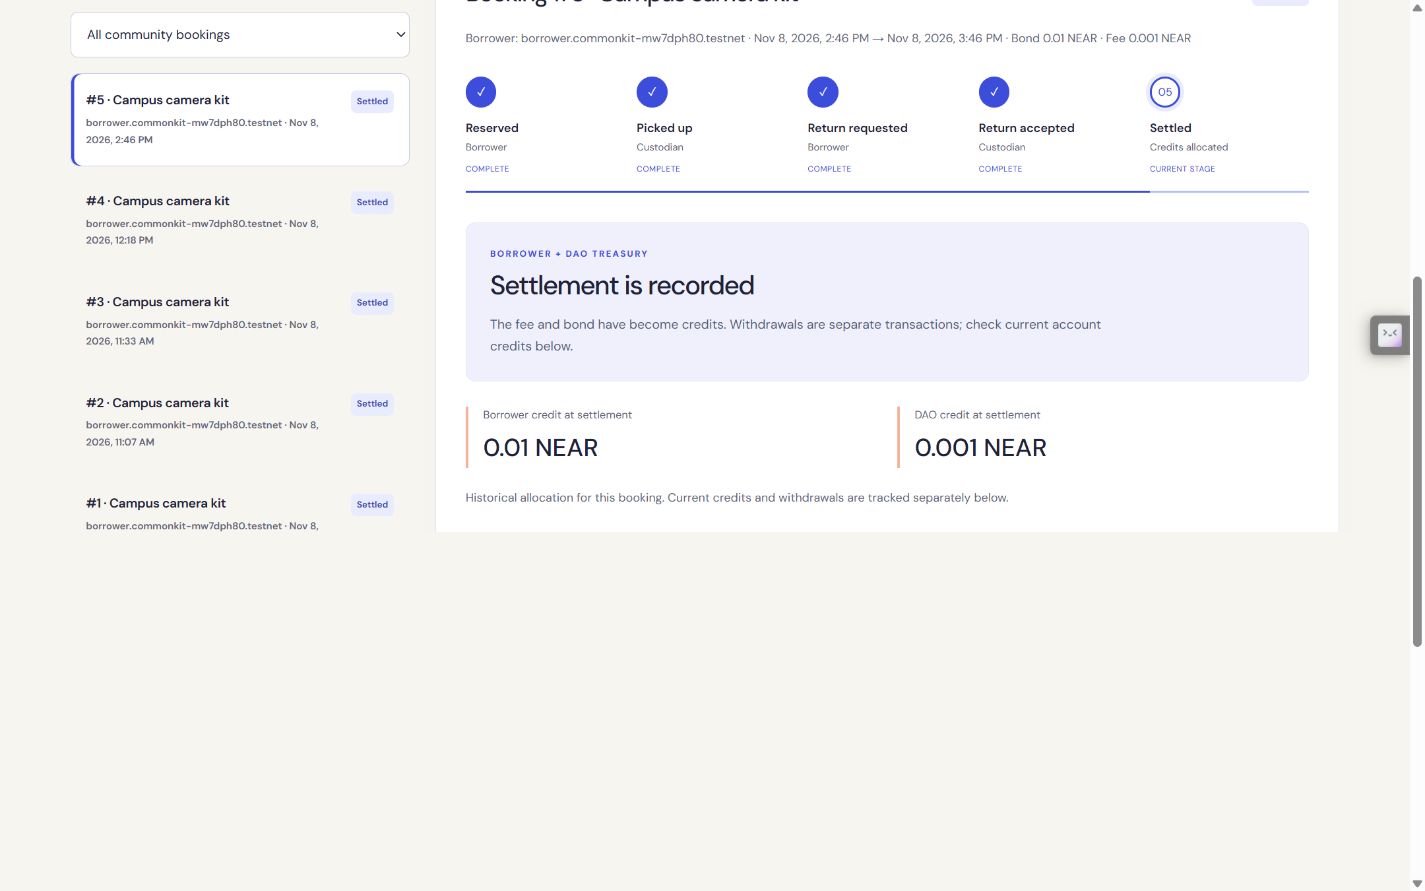 All community bookings
#5 · Campus camera kit
Settled
borrower.commonkit-mw7dph80.testnet · Nov 8,
2026, 2:46 PM
#4 · Campus camera kit
Settled
borrower.commonkit-mw7dph80.testnet · Nov 8,
2026, 12:18 PM
#3 · Campus camera kit
Settled
borrower.commonkit-mw7dph80.testnet · Nov 8,
2026, 11:33 AM
#2 · Campus camera kit
Settled
borrower.commonkit-mw7dph80.testnet · Nov 8,
2026, 11:07 AM
#1 · Campus camera kit
Settled
borrower.commonkit-mw7dph80.testnet · Nov 8,
Borrower: borrower.commonkit-mw7dph80.testnet · Nov 8, 2026, 2:46 PM → Nov 8, 2026, 3:46 PM · Bond 0.01 NEAR · Fee 0.001 NEAR
✓ ✓ ✓ ✓ 05
Reserved Picked up Return requested Return accepted Settled
Borrower Custodian Borrower Custodian Credits allocated
COMPLETE COMPLETE COMPLETE COMPLETE CURRENT STAGE
BORROWER + DAO TREASURY
Settlement is recorded
The fee and bond have become credits. Withdrawals are separate transactions; check current account
credits below.
Borrower credit at settlement
0.01 NEAR
DAO credit at settlement
0.001 NEAR
Historical allocation for this booking. Current credits and withdrawals are tracked separately below.